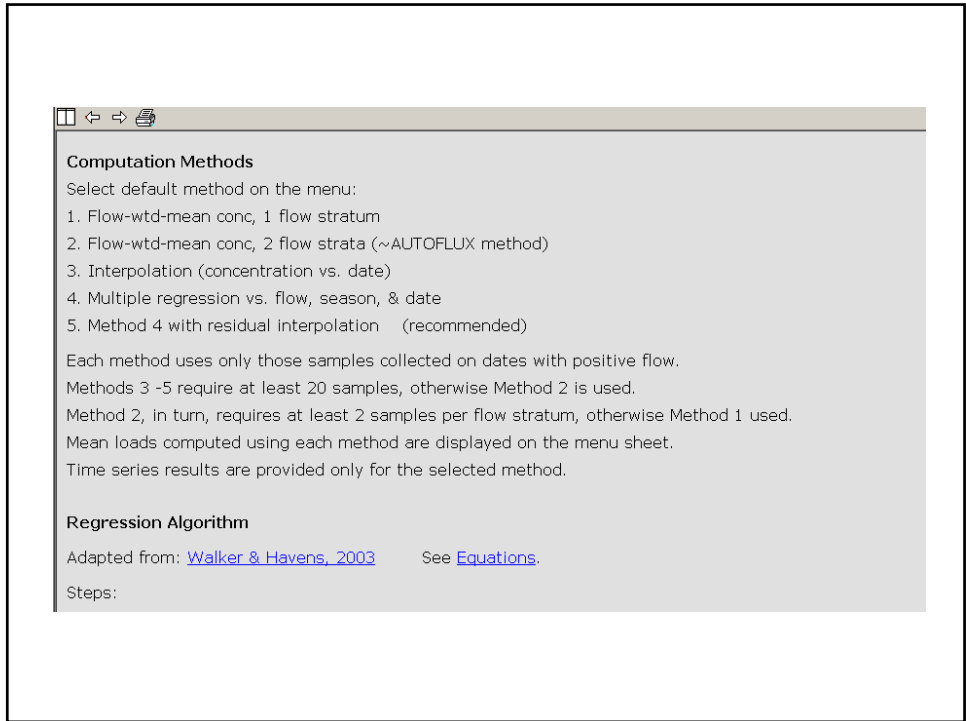 Computation Methods
Select default method on the menu:
1. Flow-wtd-mean conc, 1 flow stratum
2. Flow-wtd-mean conc, 2 flow strata (~AUTOFLUX method)
3. Interpolation (concentration vs. date)
4. Multiple regression vs. flow, season, & date
5. Method 4 with residual interpolation (recommended)
Each method uses only those samples collected on dates with positive flow.
Methods 3 -5 require at least 20 samples, otherwise Method 2 is used.
Method 2, in turn, requires at least 2 samples per flow stratum, otherwise Method 1 used.
Mean loads computed using each method are displayed on the menu sheet.
Time series results are provided only for the selected method.
Regression Algorithm
Adapted from: Walker & Havens, 2003 See Equations.
Steps: